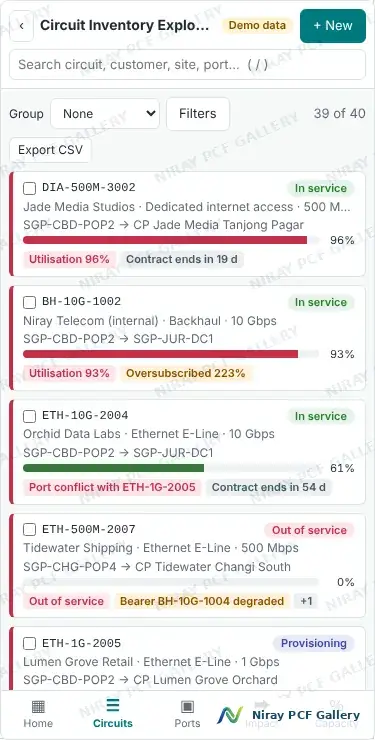 ‹ Circuit Inventory Explo... Demo data + New
Search circuit, customer, site, port... ( / )
Group None Filters 39 of 40
Export CSV
DIA-500M-3002 In service
Jade Media Studios · Dedicated internet access · 500 M...
SGP-CBD-POP2 → CP Jade Media Tanjong Pagar
96%
Utilisation 96% Contract ends in 19 d
BH-10G-1002 In service
Niray Telecom (internal) · Backhaul · 10 Gbps
SGP-CBD-POP2 → SGP-JUR-DC1
93%
Utilisation 93% Oversubscribed 223%
ETH-10G-2004 In service
Orchid Data Labs · Ethernet E-Line · 10 Gbps
SGP-CBD-POP2 → SGP-JUR-DC1
61%
Port conflict with ETH-1G-2005 Contract ends in 54 d
ETH-500M-2007 Out of service
Tidewater Shipping · Ethernet E-Line · 500 Mbps
SGP-CHG-POP4 → CP Tidewater Changi South
0%
Out of service Bearer BH-10G-1004 degraded +1
ETH-1G-2005 Provisioning
Lumen Grove Retail · Ethernet E-Line · 1 Gbps
SGP-CBD-POP2 → CP Lumen Grove Orchard
Home Circuits Ports Impact Capacity
Niray PCF Gallery
NIRAY PCF GALLERY